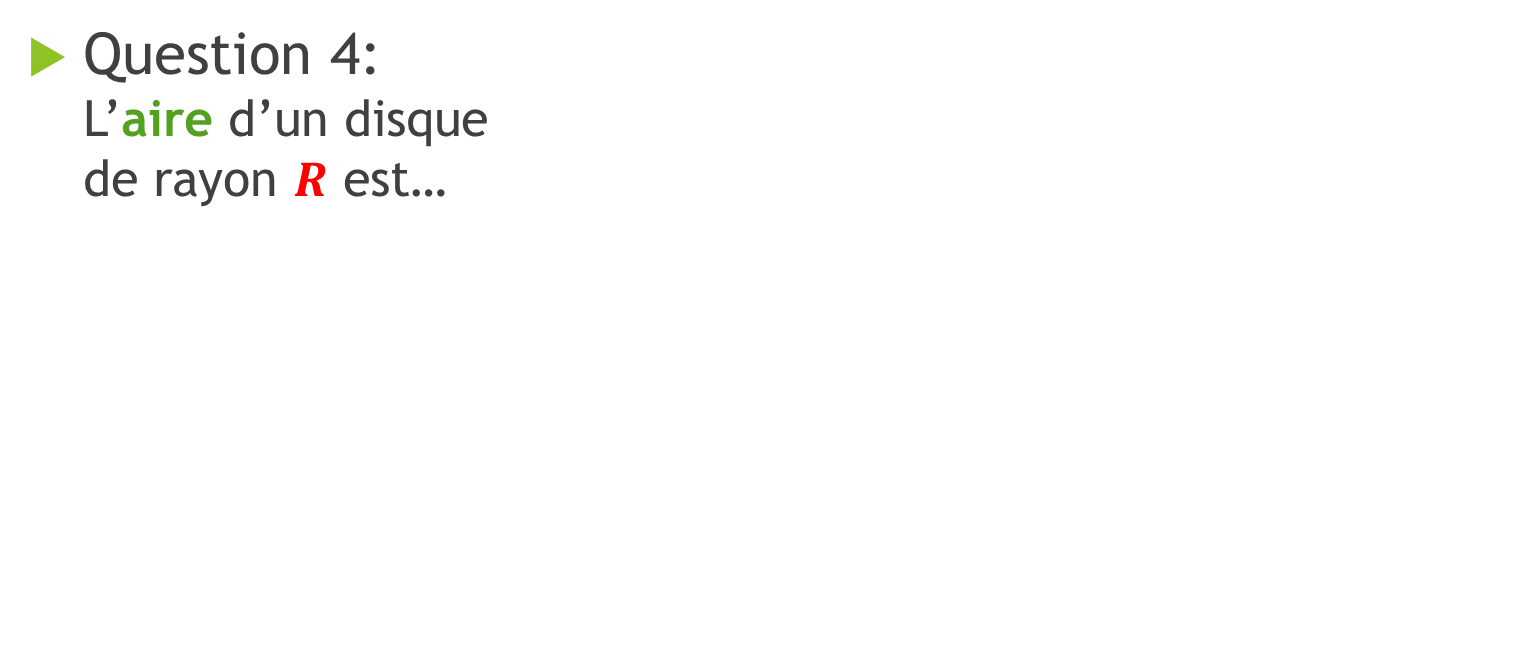 Question 4:
L’aire d’un disque
de rayon R est…